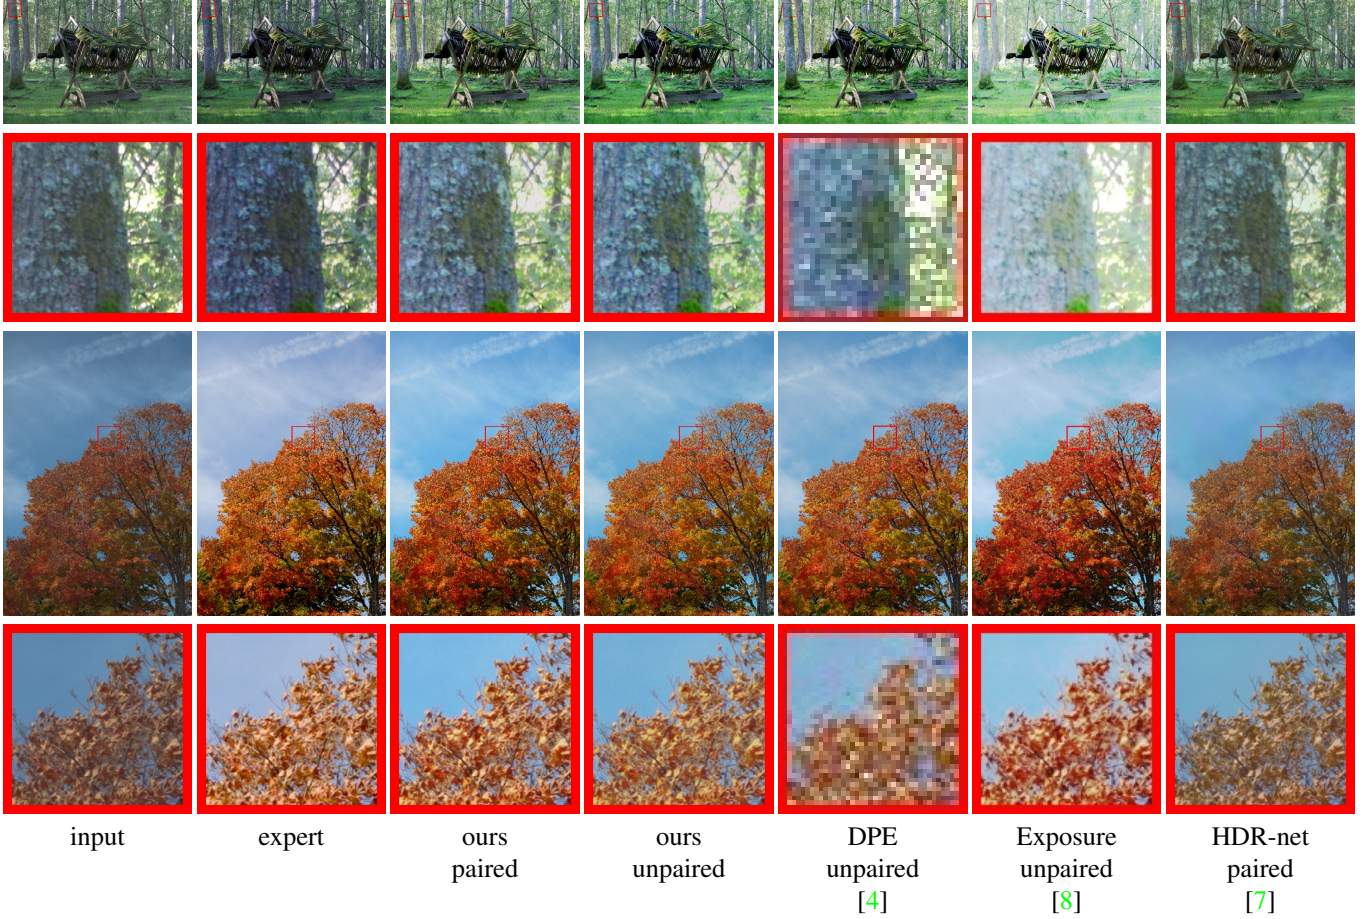 input
expert
ours
paired
ours
unpaired
DPE
unpaired
[4]
Exposure
unpaired
[8]
HDR-net
paired
[7]